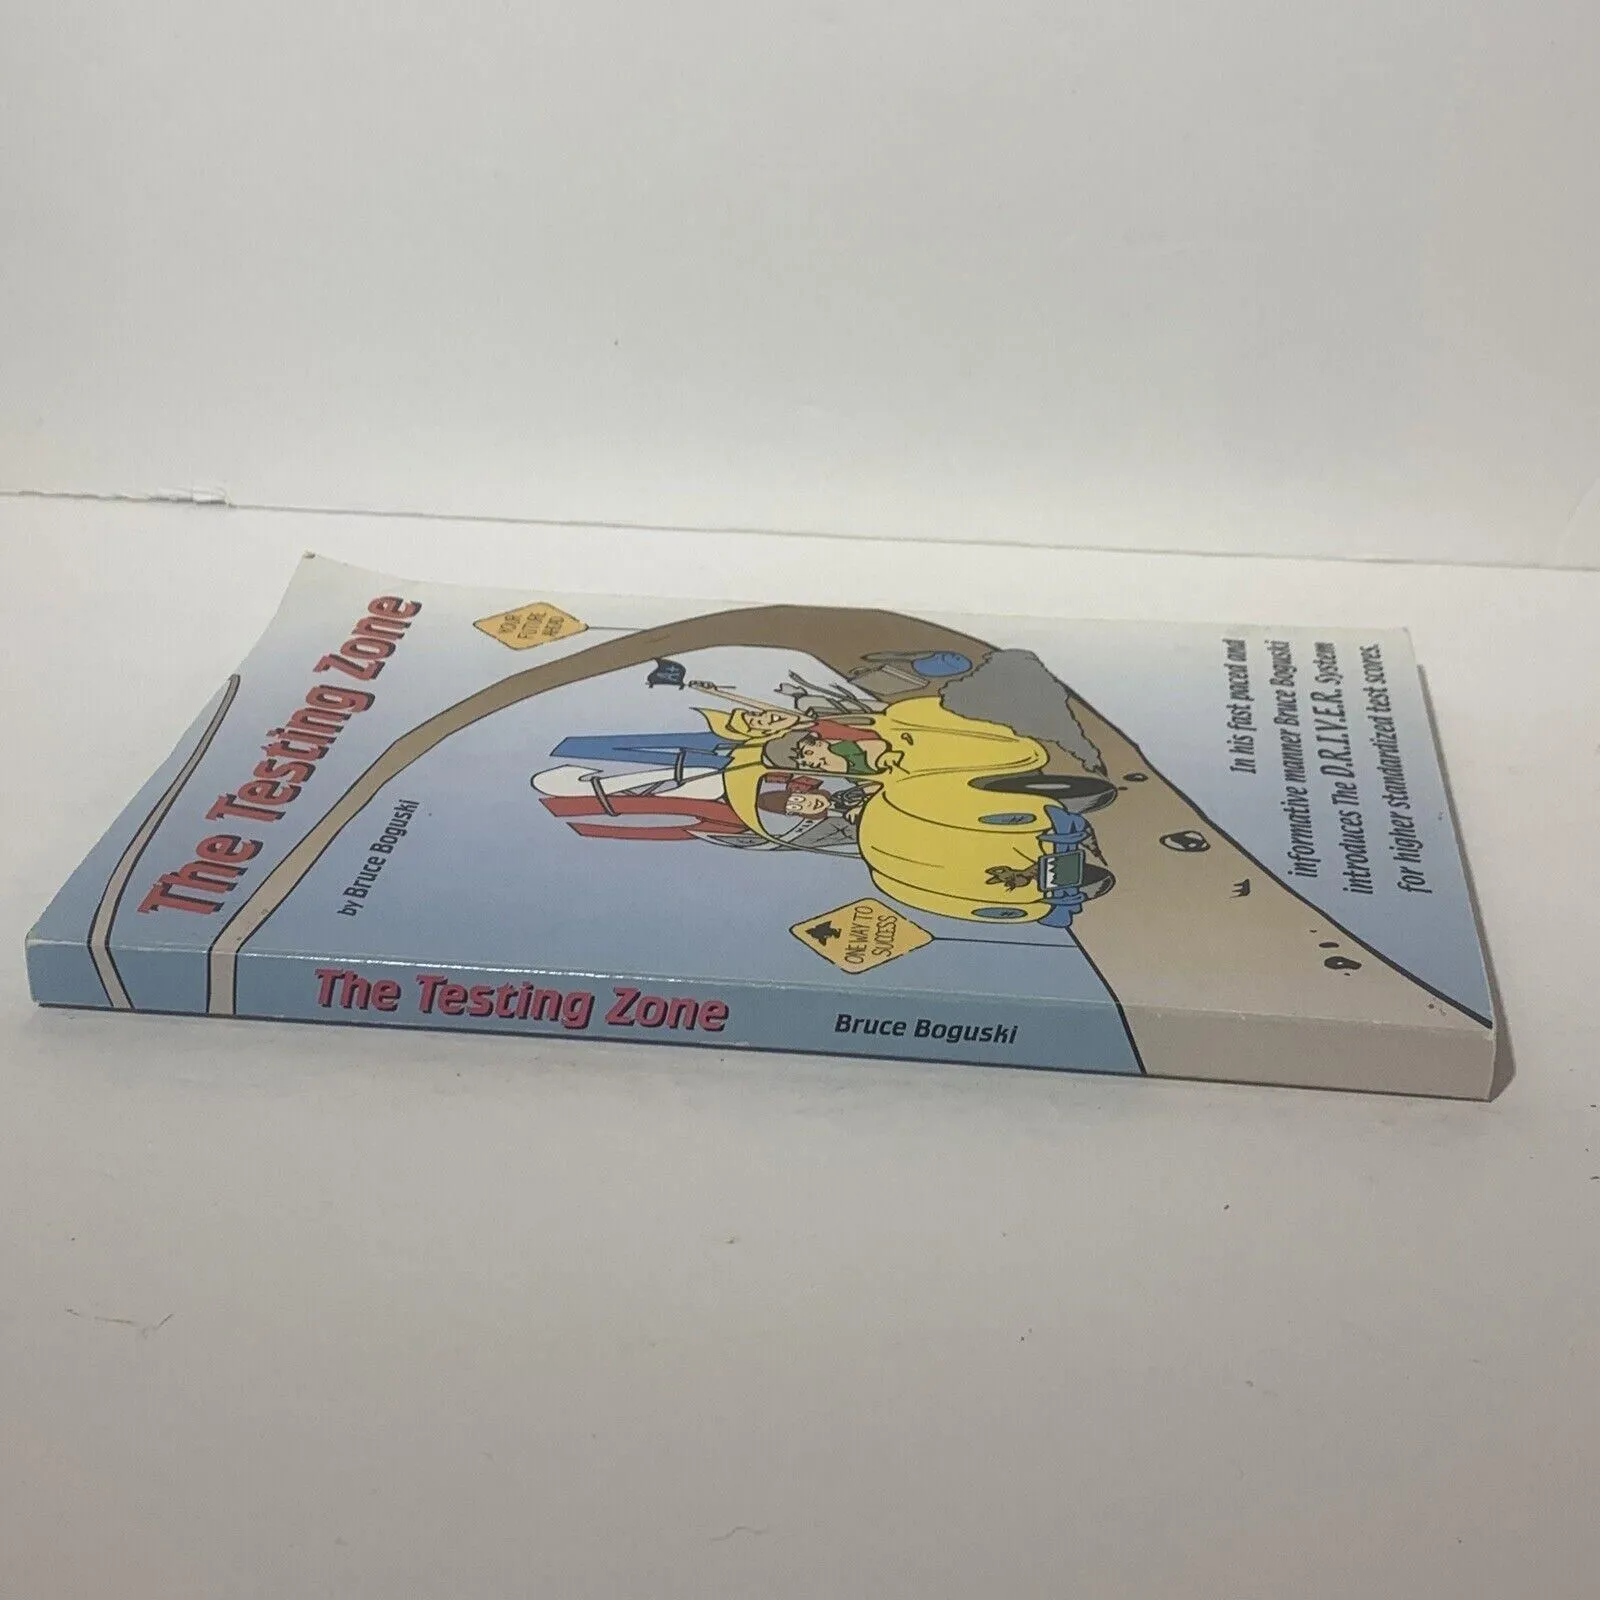 The Testing Zone
by Bruce Boguski
YOUR
FUTURE
AHEAD
A+
ONE WAY TO
SUCCESS
In his fast paced and
informative manner Bruce Boguski
introduces The D.R.I.V.E.R. System
for higher standardized test scores.
The Testing Zone
Bruce Boguski